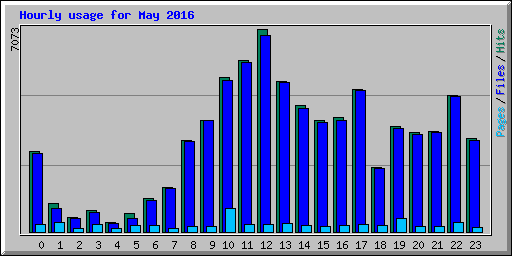 Hourly usage for May 2016
7073
Pages / Files / Hits
0 1 2 3 4 5 6 7 8 9 10 11 12 13 14 15 16 17 18 19 20 21 22 23